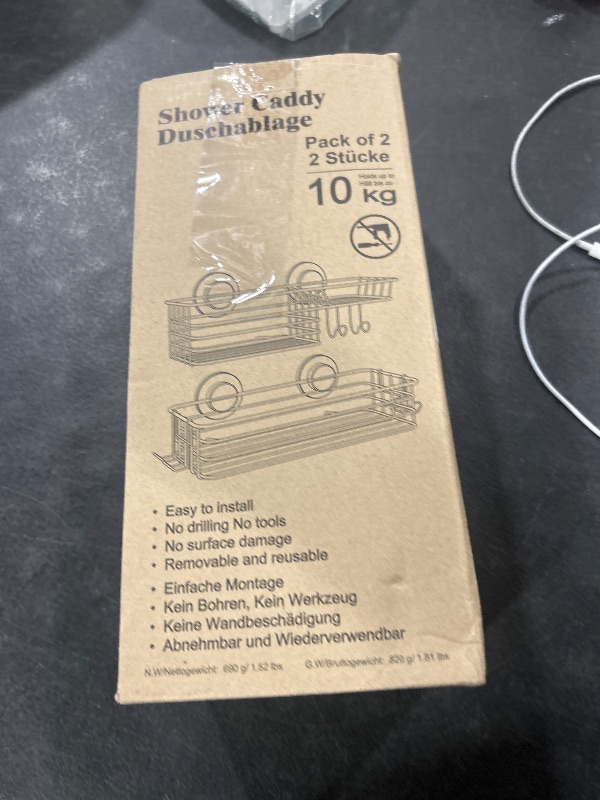 Shower Caddy
Duschablage
Pack of 2
2 Stücke
Holds up to
Hält bis zu
10 kg
• Easy to install
• No drilling No tools
• No surface damage
• Removable and reusable
• Einfache Montage
• Kein Bohren, Kein Werkzeug
• Keine Wandbeschädigung
• Abnehmbar und Wiederverwendbar
N.W/Nettogewicht: 690 g/ 1.52 lbs G.W/Bruttogewicht: 820 g/ 1.81 lbs